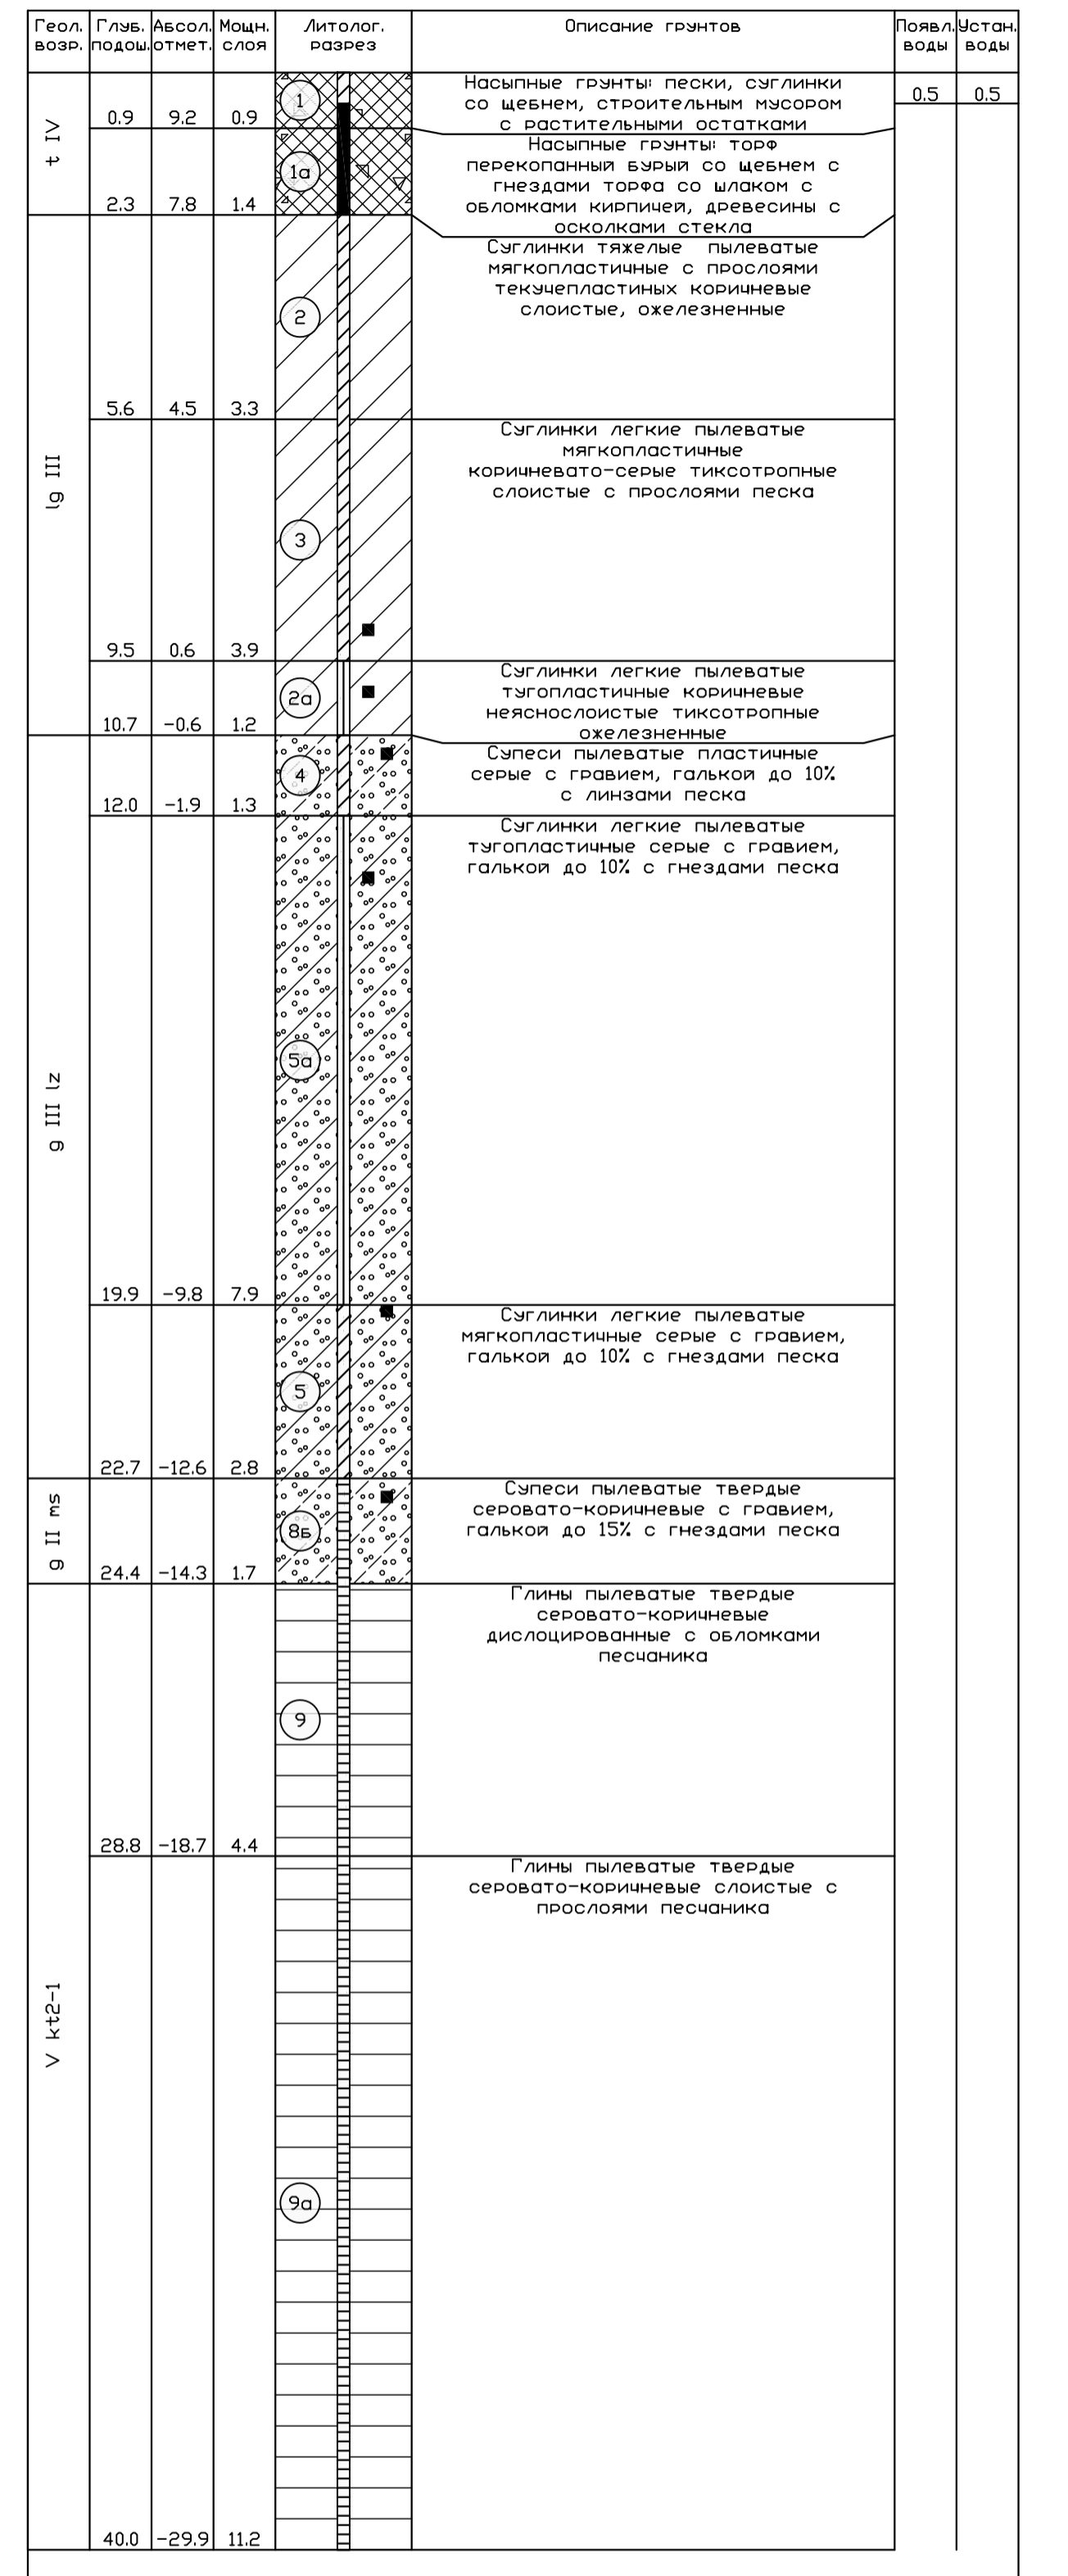 Геол. возр.
Глуб. подош.
Абсол. отмет.
Мощн. слоя
Литолог. разрез
Описание грунтов
Появл. воды
Устан. воды
t IV
0.9 9.2 0.9
1
Насыпные грунты: пески, суглинки
со щебнем, строительным мусором
с растительными остатками
0.5 0.5
2.3 7.8 1.4
1а
Насыпные грунты: торф
перекопанный бурый со щебнем с
гнездами торфа со шлаком с
обломками кирпичей, древесины с
осколками стекла
lg III
5.6 4.5 3.3
2
Суглинки тяжелые пылеватые
мягкопластичные с прослоями
текучепластиных коричневые
слоистые, ожелезненные
9.5 0.6 3.9
3
Суглинки легкие пылеватые
мягкопластичные
коричневато-серые тиксотропные
слоистые с прослоями песка
10.7 -0.6 1.2
2а
Суглинки легкие пылеватые
тугопластичные коричневые
неяснослоистые тиксотропные
ожелезненные
g III lz
12.0 -1.9 1.3
4
Супеси пылеватые пластичные
серые с гравием, галькой до 10%
с линзами песка
19.9 -9.8 7.9
5а
Суглинки легкие пылеватые
тугопластичные серые с гравием,
галькой до 10% с гнездами песка
22.7 -12.6 2.8
5
Суглинки легкие пылеватые
мягкопластичные серые с гравием,
галькой до 10% с гнездами песка
g II ms
24.4 -14.3 1.7
8Б
Супеси пылеватые твердые
серовато-коричневые с гравием,
галькой до 15% с гнездами песка
V kt2-1
28.8 -18.7 4.4
9
Глины пылеватые твердые
серовато-коричневые
дислоцированные с обломками
песчаника
40.0 -29.9 11.2
9а
Глины пылеватые твердые
серовато-коричневые слоистые с
прослоями песчаника